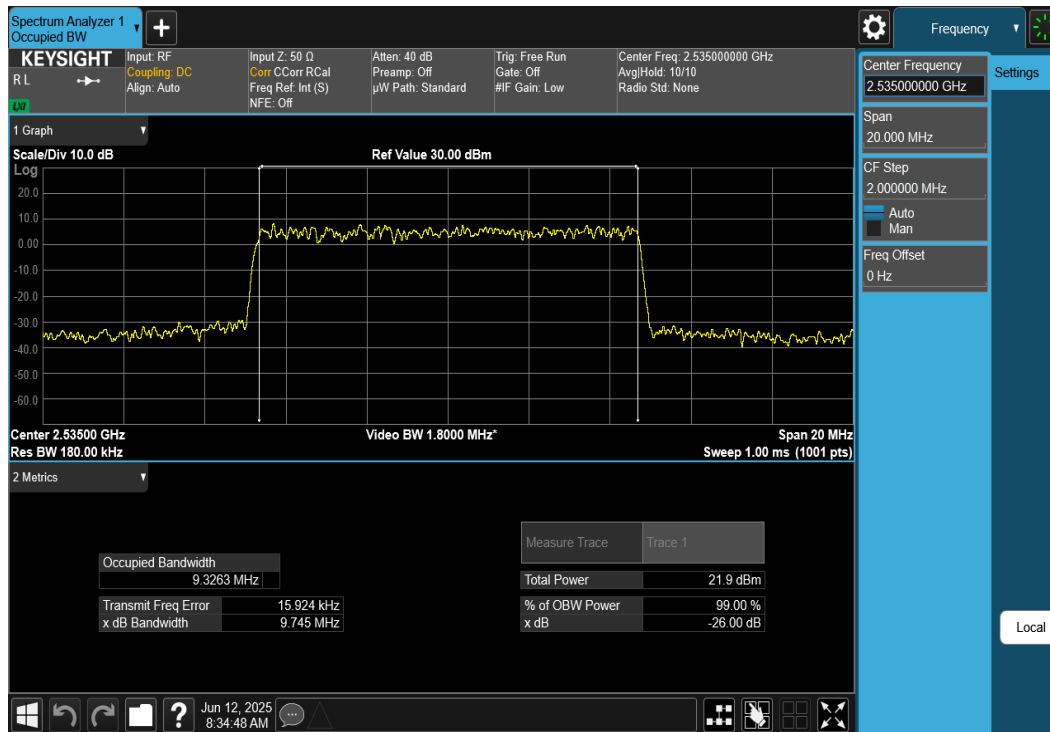 Spectrum Analyzer 1
Occupied BW
Frequency
KEYSIGHT
R L
LXI
Input: RF
Coupling: DC
Align: Auto
Input Z: 50 Ω
Corr CCorr RCal
Freq Ref: Int (S)
NFE: Off
Atten: 40 dB
Preamp: Off
µW Path: Standard
Trig: Free Run
Gate: Off
#IF Gain: Low
Center Freq: 2.535000000 GHz
Avg|Hold: 10/10
Radio Std: None
Center Frequency
2.535000000 GHz
Settings
Span
20.000 MHz
CF Step
2.000000 MHz
Auto
Man
Freq Offset
0 Hz
Local
1 Graph
Scale/Div 10.0 dB
Ref Value 30.00 dBm
Log
20.0
10.0
0.00
-10.0
-20.0
-30.0
-40.0
-50.0
-60.0
Center 2.53500 GHz
Video BW 1.8000 MHz*
Span 20 MHz
Res BW 180.00 kHz
Sweep 1.00 ms (1001 pts)
2 Metrics
Measure Trace
Trace 1
Occupied Bandwidth
9.3263 MHz
Total Power 21.9 dBm
Transmit Freq Error 15.924 kHz
% of OBW Power 99.00 %
x dB Bandwidth 9.745 MHz
x dB -26.00 dB
?
Jun 12, 2025
8:34:48 AM